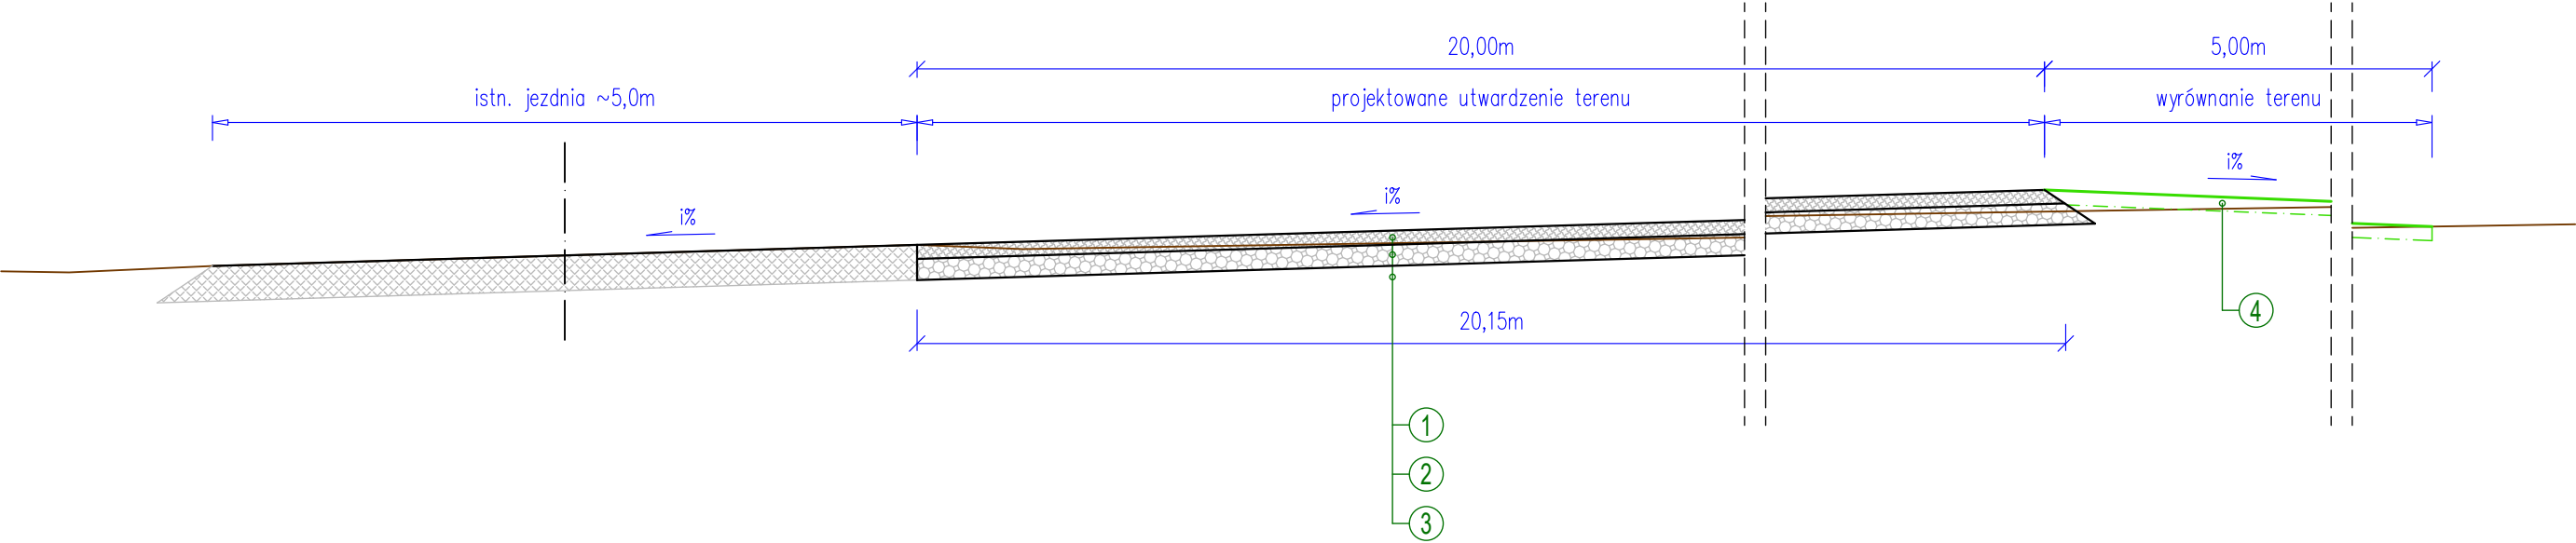 20,00m
5,00m
istn. jezdnia ~5,0m
projektowane utwardzenie terenu
wyrównanie terenu
i%
i%
i%
20,15m
4
1
2
3